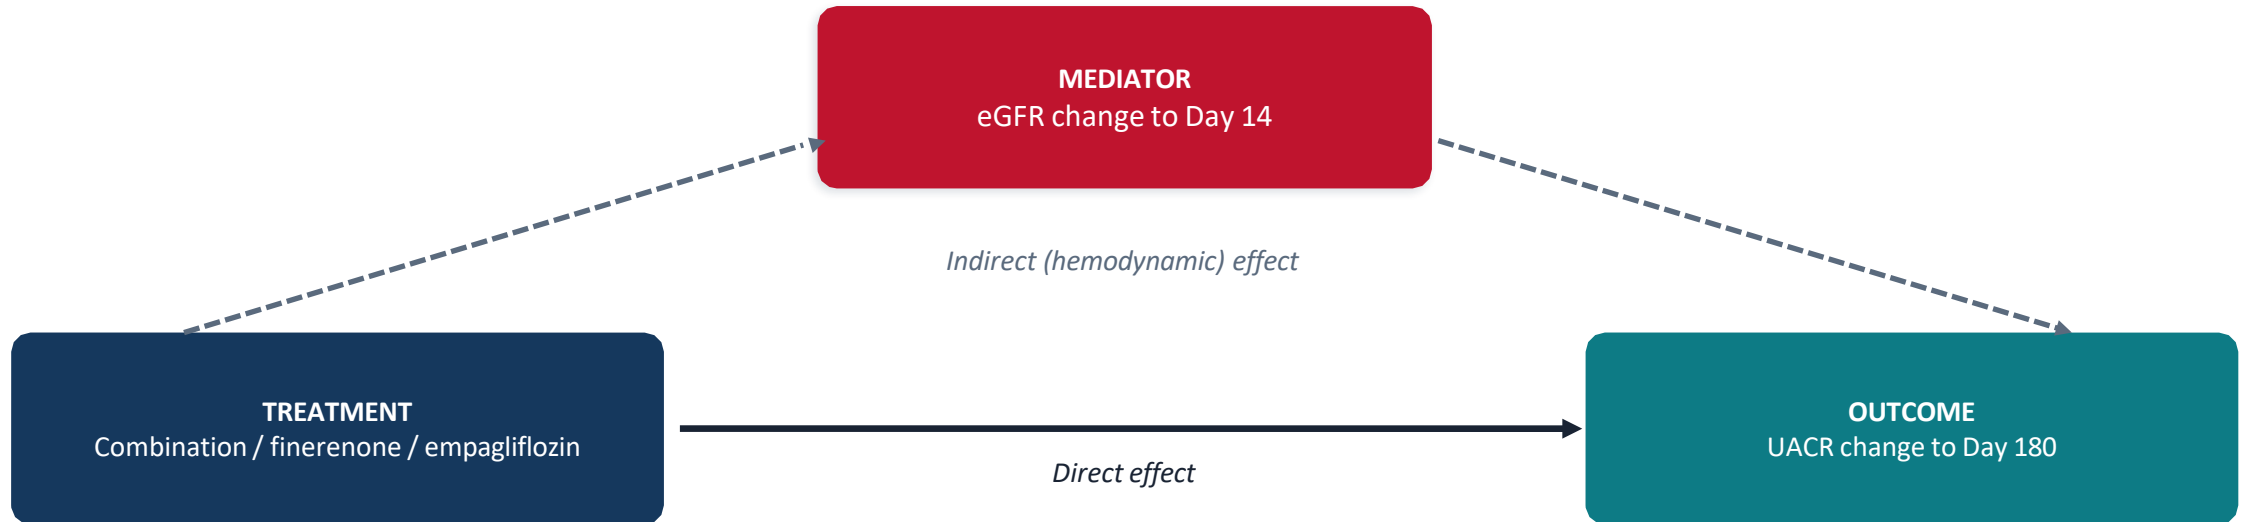 MEDIATOR
eGFR change to Day 14
Indirect (hemodynamic) effect
TREATMENT
Combination / finerenone / empagliflozin
Direct effect
OUTCOME
UACR change to Day 180